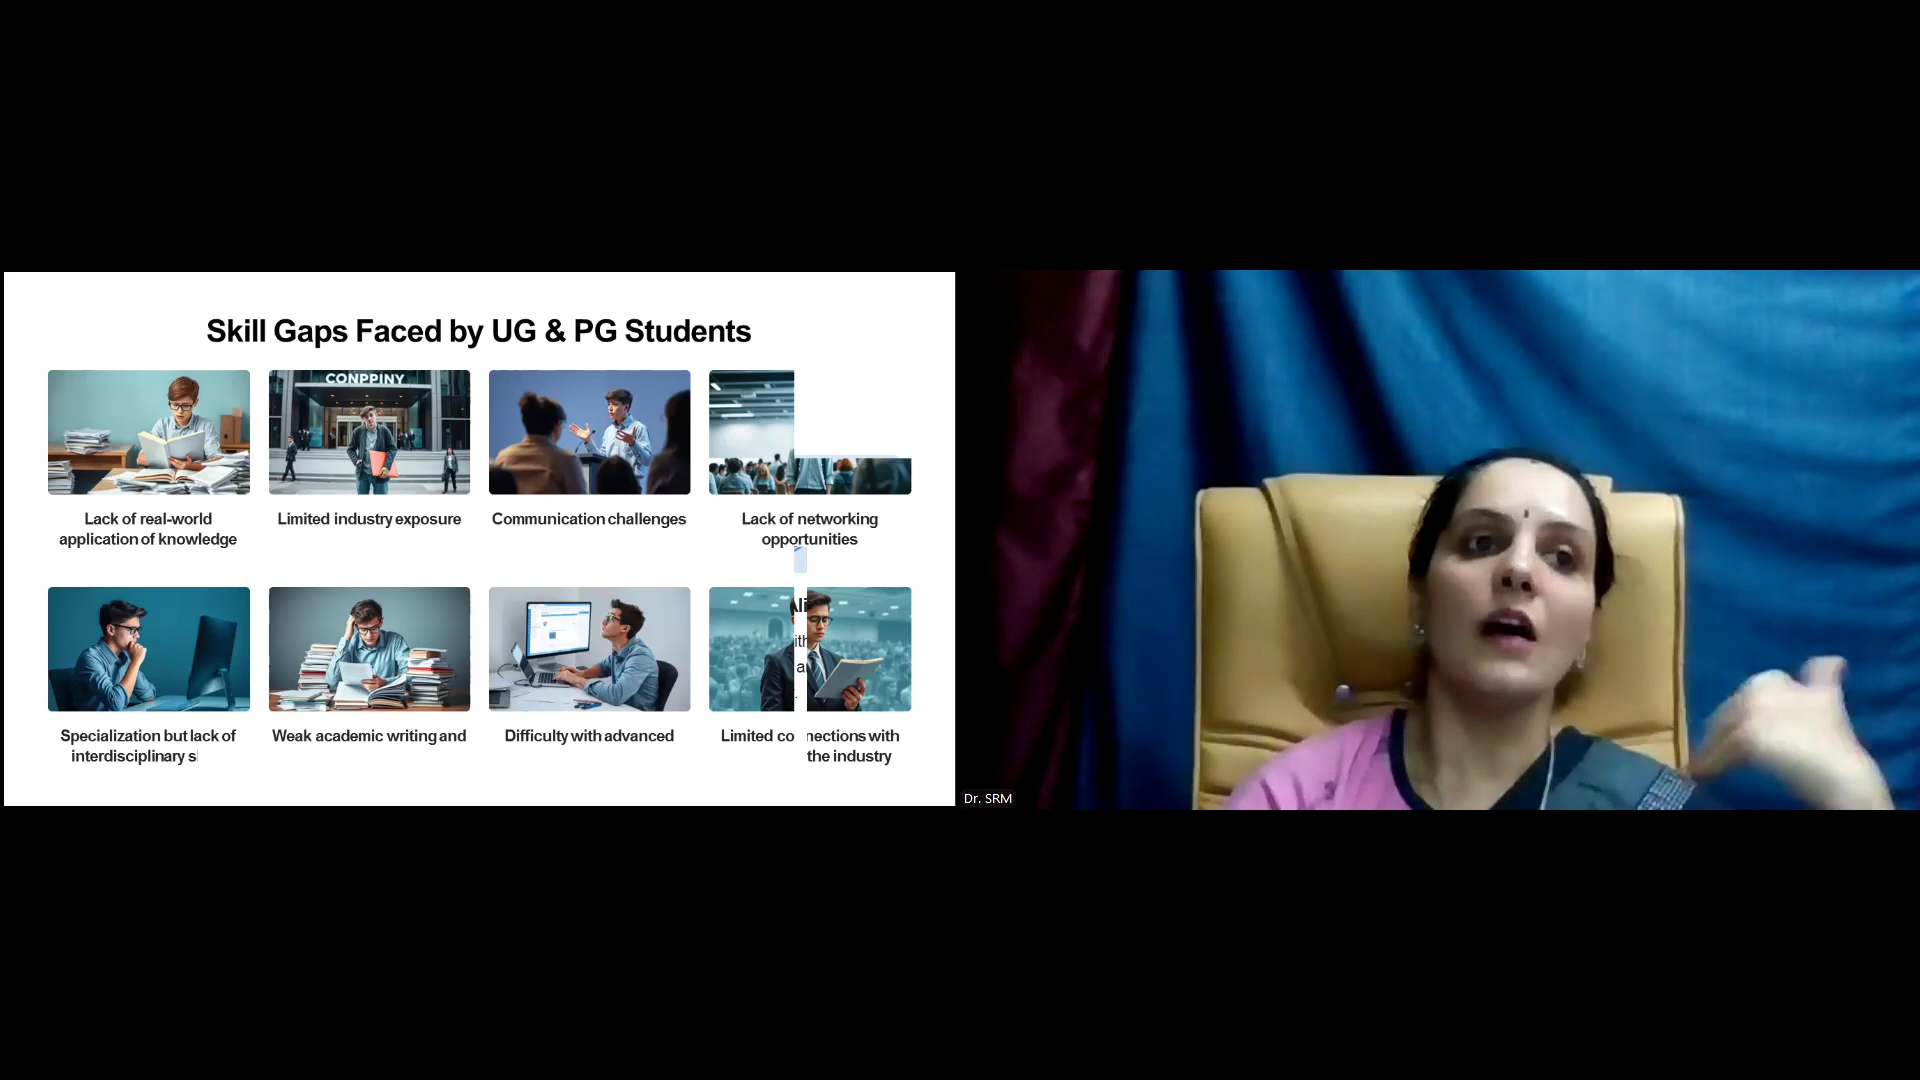 Skill Gaps Faced by UG & PG Students
CONPPINY
Lack of real-world
application of knowledge
Limited industry exposure
Communication challenges
Lack of networking
opportunities
Specialization but lack of
interdisciplinary s
Weak academic writing and
Difficulty with advanced
Limited co nections with
the industry
Dr. SRM